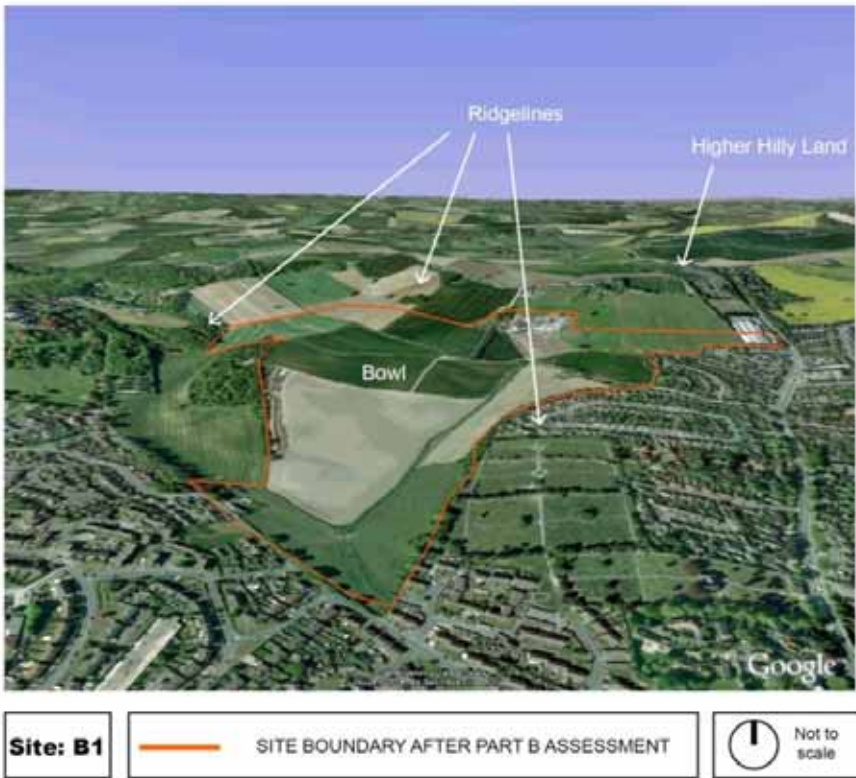 Ridgelines
Higher Hilly Land
Bowl
Google
Site: B1
SITE BOUNDARY AFTER PART B ASSESSMENT
Not to
scale